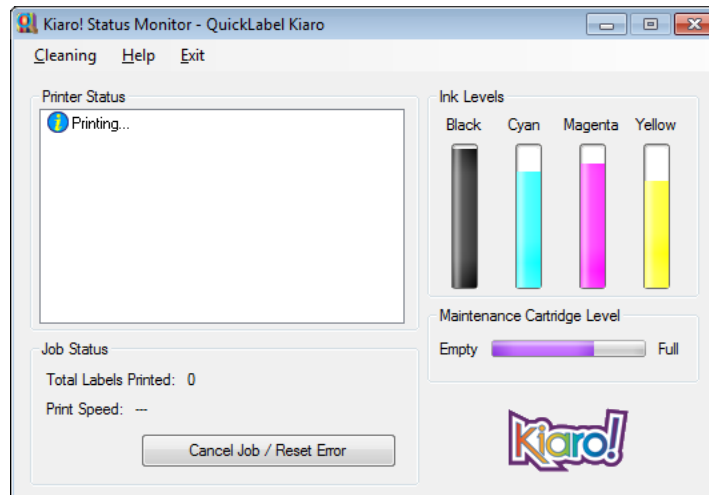 Kiaro! Status Monitor - QuickLabel Kiaro
Cleaning Help Exit
Printer Status
Printing...
Ink Levels
Black Cyan Magenta Yellow
Maintenance Cartridge Level
Empty Full
Job Status
Total Labels Printed: 0
Print Speed: ---
Cancel Job / Reset Error
Kiaro!